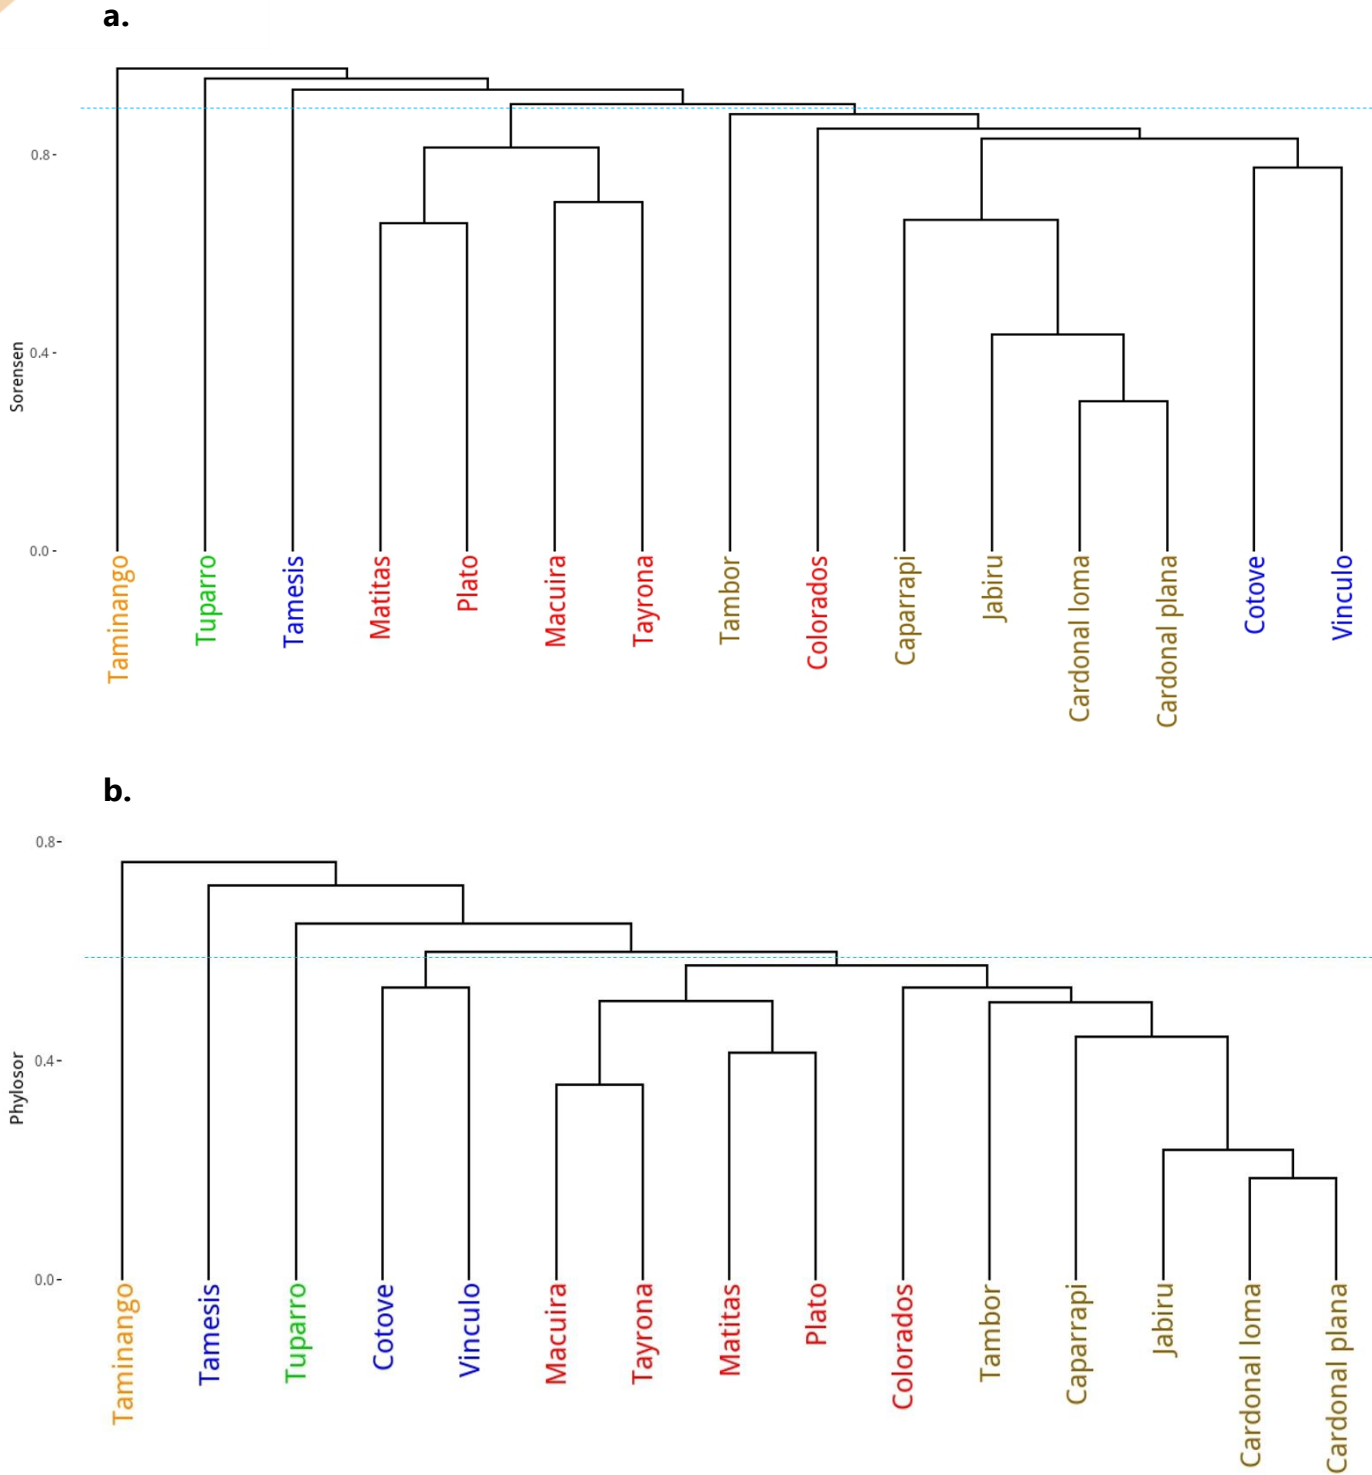 a.
0.8-
0.4-
0.0-
Sorensen
Taminango
Tuparro
Tamesis
Matitas
Plato
Macuira
Tayrona
Tambor
Colorados
Caparrapi
Jabiru
Cardonal loma
Cardonal plana
Cotove
Vinculo
b.
0.8-
0.4-
0.0-
Phylosor
Taminango
Tamesis
Tuparro
Cotove
Vinculo
Macuira
Tayrona
Matitas
Plato
Colorados
Tambor
Caparrapi
Jabiru
Cardonal loma
Cardonal plana